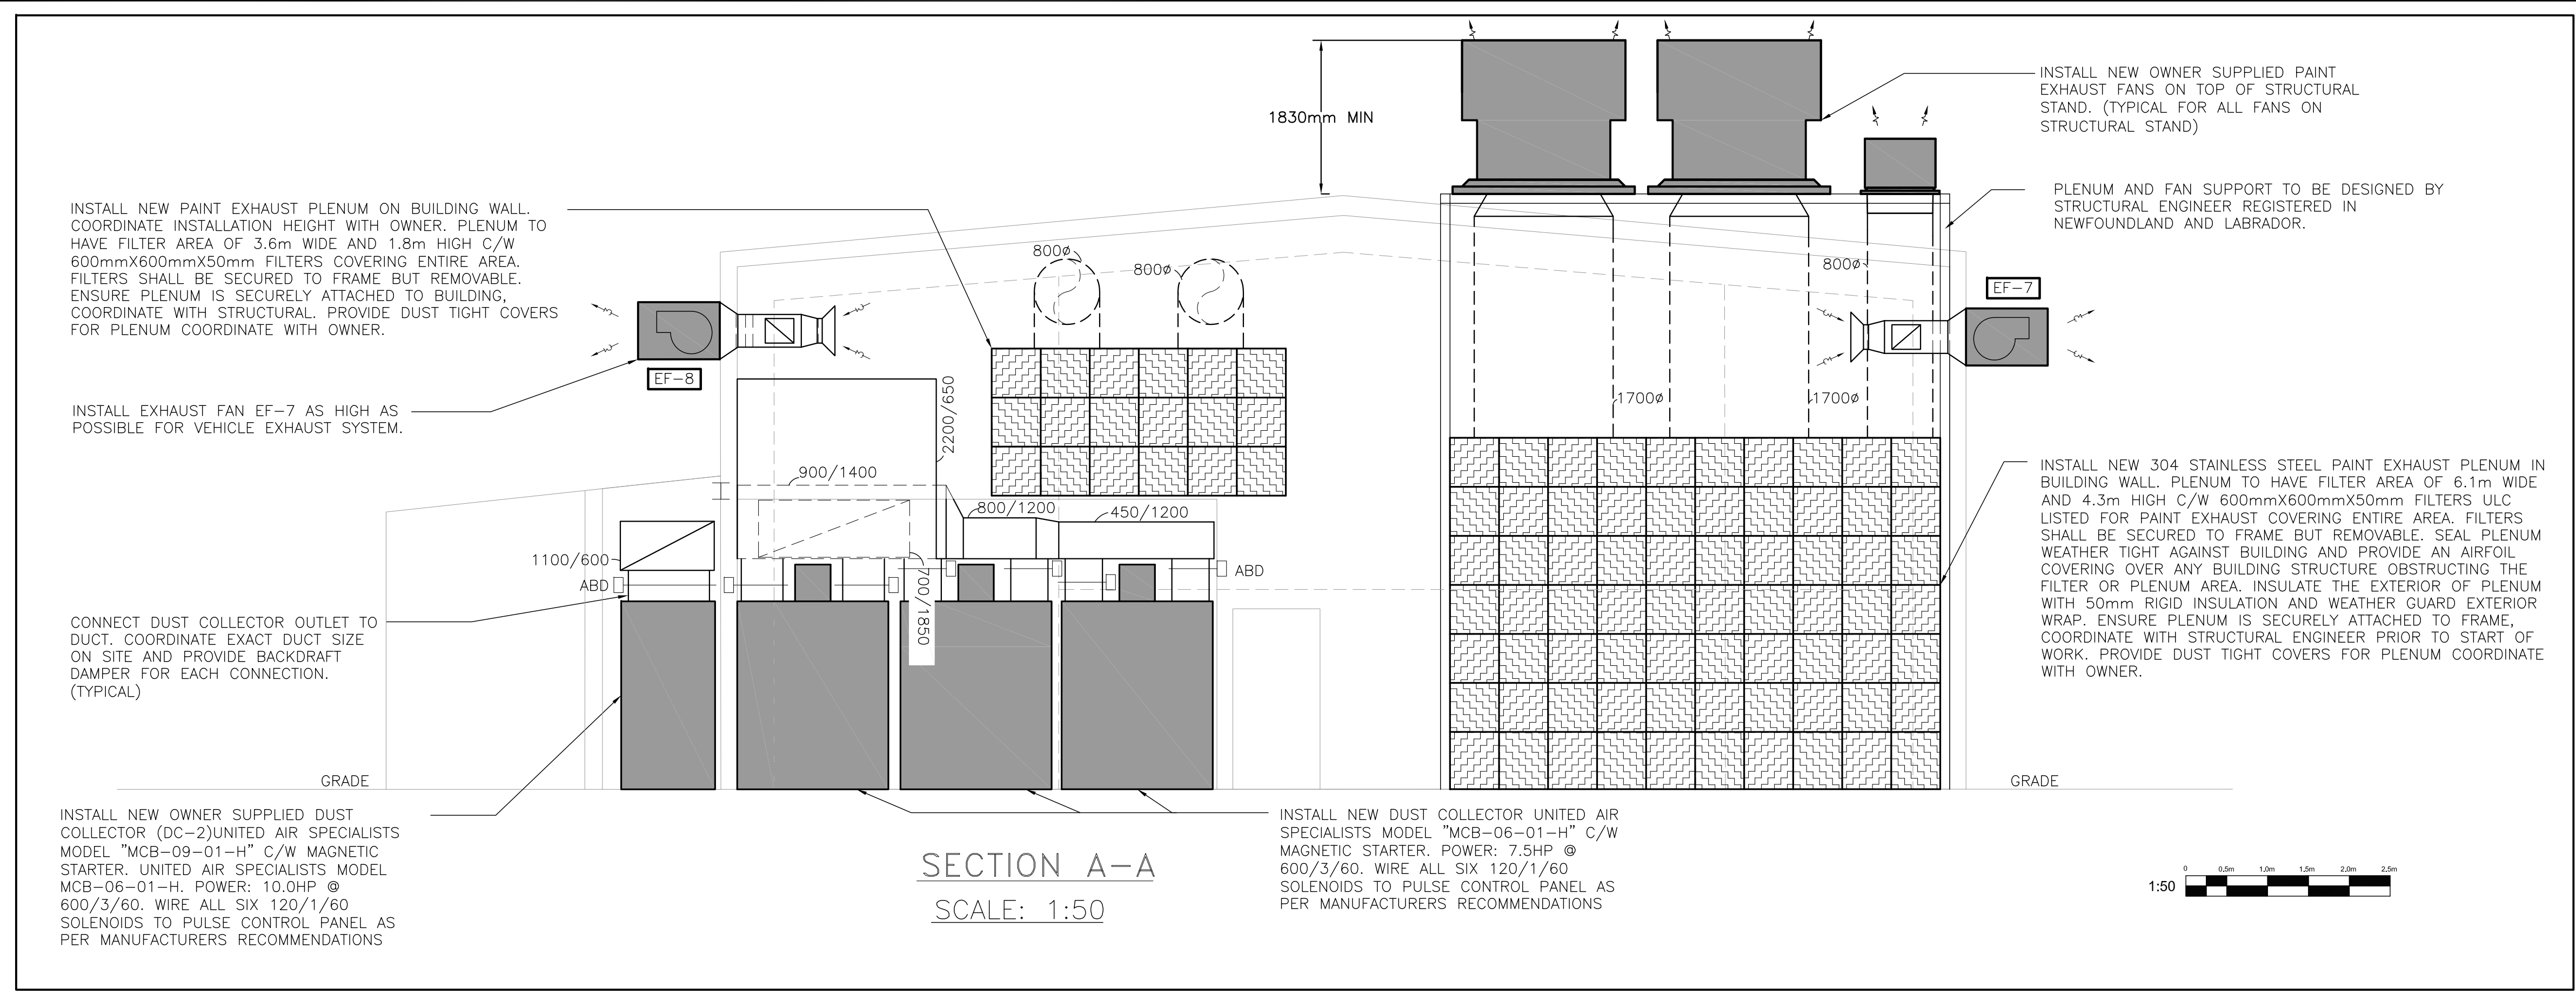 INSTALL NEW OWNER SUPPLIED PAINT
EXHAUST FANS ON TOP OF STRUCTURAL
STAND. (TYPICAL FOR ALL FANS ON
STRUCTURAL STAND)
1830mm MIN
PLENUM AND FAN SUPPORT TO BE DESIGNED BY
STRUCTURAL ENGINEER REGISTERED IN
NEWFOUNDLAND AND LABRADOR.
INSTALL NEW PAINT EXHAUST PLENUM ON BUILDING WALL.
COORDINATE INSTALLATION HEIGHT WITH OWNER. PLENUM TO
HAVE FILTER AREA OF 3.6m WIDE AND 1.8m HIGH C/W
600mmX600mmX50mm FILTERS COVERING ENTIRE AREA.
FILTERS SHALL BE SECURED TO FRAME BUT REMOVABLE.
ENSURE PLENUM IS SECURELY ATTACHED TO BUILDING,
COORDINATE WITH STRUCTURAL. PROVIDE DUST TIGHT COVERS
FOR PLENUM COORDINATE WITH OWNER.
800ø
800ø
800ø
EF-7
EF-8
INSTALL EXHAUST FAN EF-7 AS HIGH AS
POSSIBLE FOR VEHICLE EXHAUST SYSTEM.
2200/650
1700ø
1700ø
900/1400
800/1200
450/1200
1100/600
ABD
ABD
700/1850
INSTALL NEW 304 STAINLESS STEEL PAINT EXHAUST PLENUM IN
BUILDING WALL. PLENUM TO HAVE FILTER AREA OF 6.1m WIDE
AND 4.3m HIGH C/W 600mmX600mmX50mm FILTERS ULC
LISTED FOR PAINT EXHAUST COVERING ENTIRE AREA. FILTERS
SHALL BE SECURED TO FRAME BUT REMOVABLE. SEAL PLENUM
WEATHER TIGHT AGAINST BUILDING AND PROVIDE AN AIRFOIL
COVERING OVER ANY BUILDING STRUCTURE OBSTRUCTING THE
FILTER OR PLENUM AREA. INSULATE THE EXTERIOR OF PLENUM
WITH 50mm RIGID INSULATION AND WEATHER GUARD EXTERIOR
WRAP. ENSURE PLENUM IS SECURELY ATTACHED TO FRAME,
COORDINATE WITH STRUCTURAL ENGINEER PRIOR TO START OF
WORK. PROVIDE DUST TIGHT COVERS FOR PLENUM COORDINATE
WITH OWNER.
CONNECT DUST COLLECTOR OUTLET TO
DUCT. COORDINATE EXACT DUCT SIZE
ON SITE AND PROVIDE BACKDRAFT
DAMPER FOR EACH CONNECTION.
(TYPICAL)
GRADE
GRADE
INSTALL NEW OWNER SUPPLIED DUST
COLLECTOR (DC-2)UNITED AIR SPECIALISTS
MODEL "MCB-09-01-H" C/W MAGNETIC
STARTER. UNITED AIR SPECIALISTS MODEL
MCB-06-01-H. POWER: 10.0HP @
600/3/60. WIRE ALL SIX 120/1/60
SOLENOIDS TO PULSE CONTROL PANEL AS
PER MANUFACTURERS RECOMMENDATIONS
INSTALL NEW DUST COLLECTOR UNITED AIR
SPECIALISTS MODEL "MCB-06-01-H" C/W
MAGNETIC STARTER. POWER: 7.5HP @
600/3/60. WIRE ALL SIX 120/1/60
SOLENOIDS TO PULSE CONTROL PANEL AS
PER MANUFACTURERS RECOMMENDATIONS
SECTION A-A
SCALE: 1:50
1:50
0 0,5m 1,0m 1,5m 2,0m 2,5m